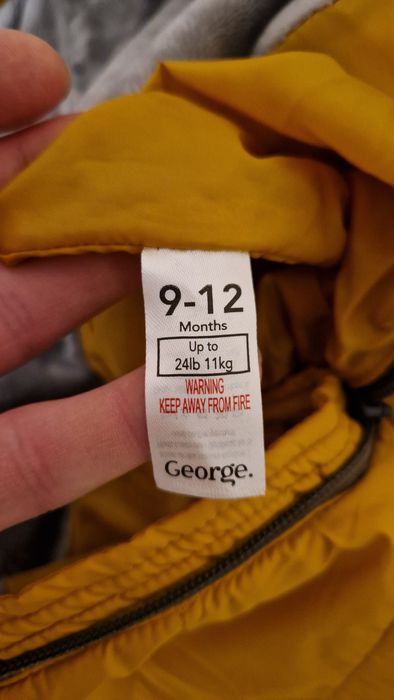 9-12
Months
Up to
24lb 11kg
WARNING
KEEP AWAY FROM FIRE
George.